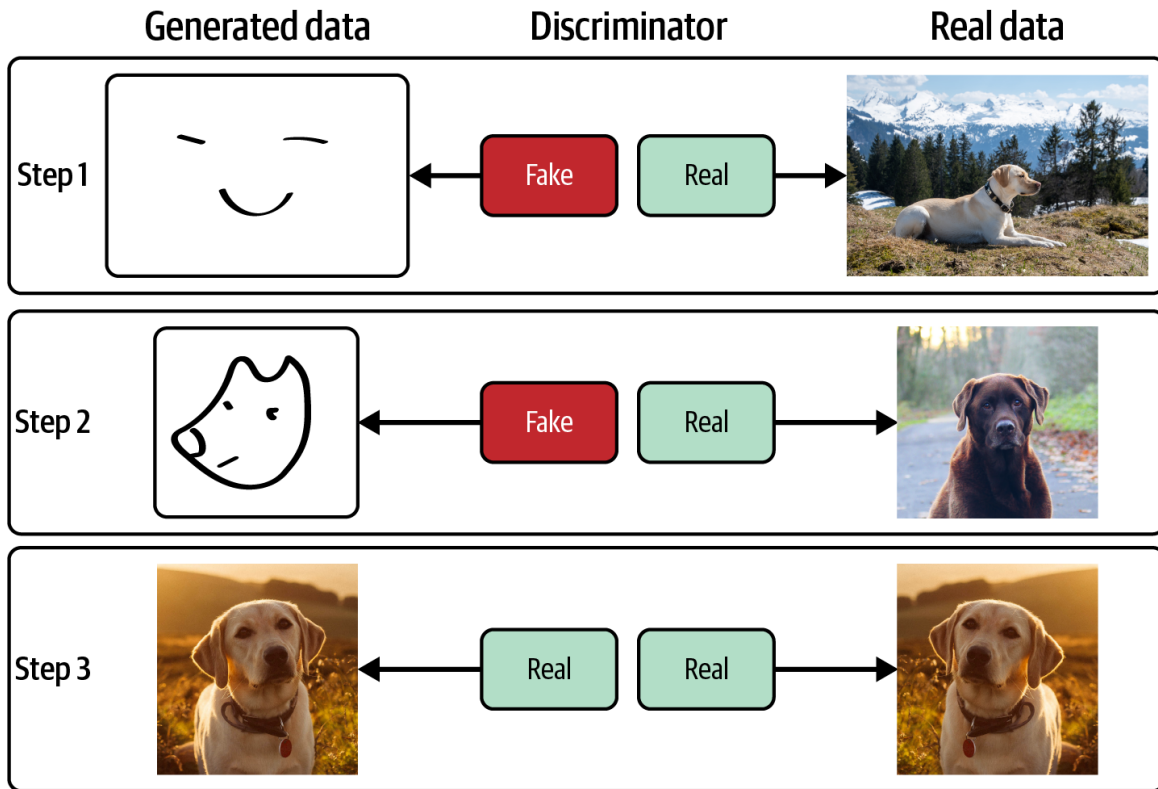 Generated data
Discriminator
Real data
Step 1
Fake
Real
Step 2
Fake
Real
Step 3
Real
Real